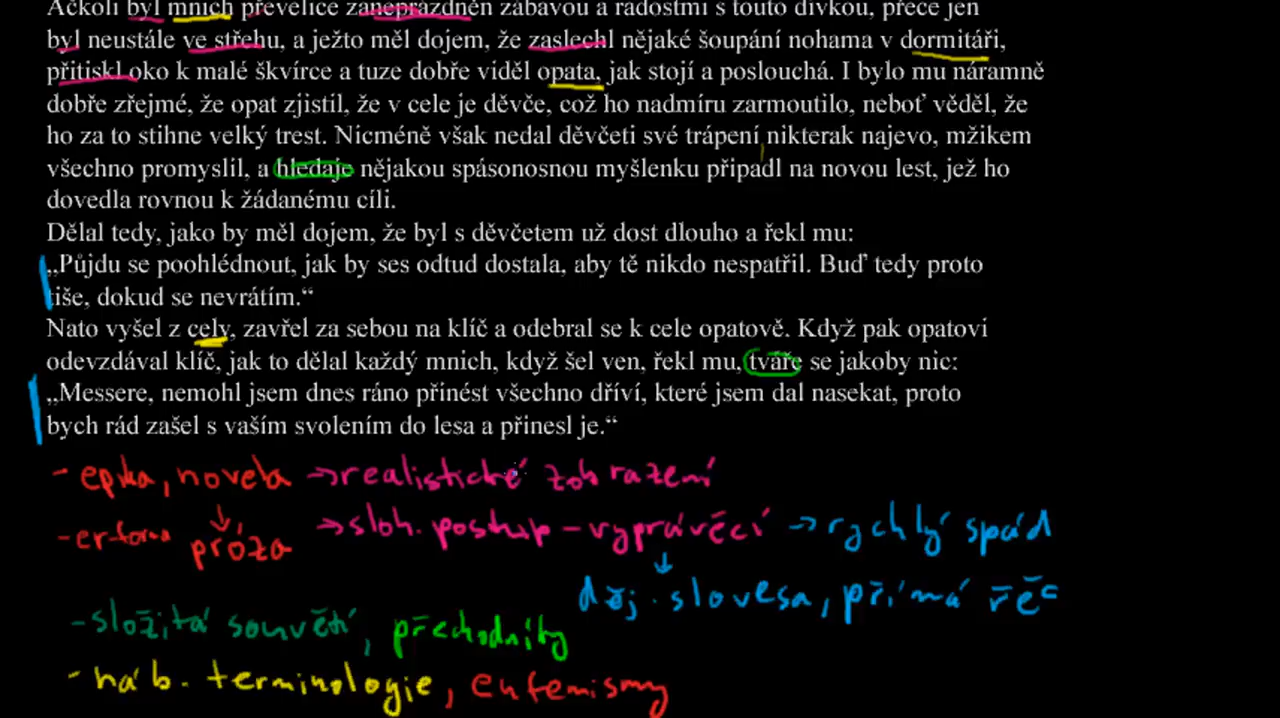 Ačkoli byl mnich převelice zaneprázdněn zábavou a radostmi s touto dívkou, přece jen
byl neustále ve střehu, a ježto měl dojem, že zaslechl nějaké šoupání nohama v dormitáři,
přitiskl oko k malé škvírce a tuze dobře viděl opata, jak stojí a poslouchá. I bylo mu náramně
dobře zřejmé, že opat zjistil, že v cele je děvče, což ho nadmíru zarmoutilo, neboť věděl, že
ho za to stihne velký trest. Nicméně však nedal děvčeti své trápení nikterak najevo, mžikem
všechno promyslil, a hledaje nějakou spásonosnou myšlenku připadl na novou lest, jež ho
dovedla rovnou k žádanému cíli.
Dělal tedy, jako by měl dojem, že byl s děvčetem už dost dlouho a řekl mu:
„Půjdu se poohlédnout, jak by ses odtud dostala, aby tě nikdo nespatřil. Buď tedy proto
tiše, dokud se nevrátím.“
Nato vyšel z cely, zavřel za sebou na klíč a odebral se k cele opatově. Když pak opatovi
odevzdával klíč, jak to dělal každý mnich, když šel ven, řekl mu, tváře se jakoby nic:
„Messere, nemohl jsem dnes ráno přinést všechno dříví, které jsem dal nasekat, proto
bych rád zašel s vaším svolením do lesa a přinesl je.“
- epika, novela → realistické zobrazení
- er-forma próza → sloh. postup - vyprávěcí → rychlý spád
děj. slovesa, přímá řeč
- složitá souvětí, přechodníky
- náb. terminologie, eufemismy